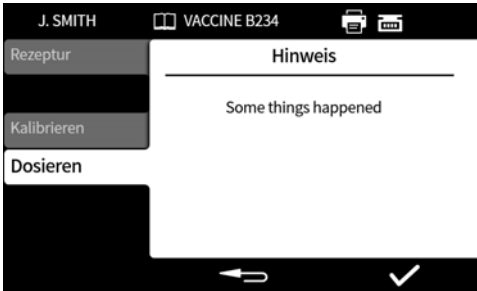 J. SMITH
VACCINE B234
Rezeptur
Hinweis
Some things happened
Kalibrieren
Dosieren